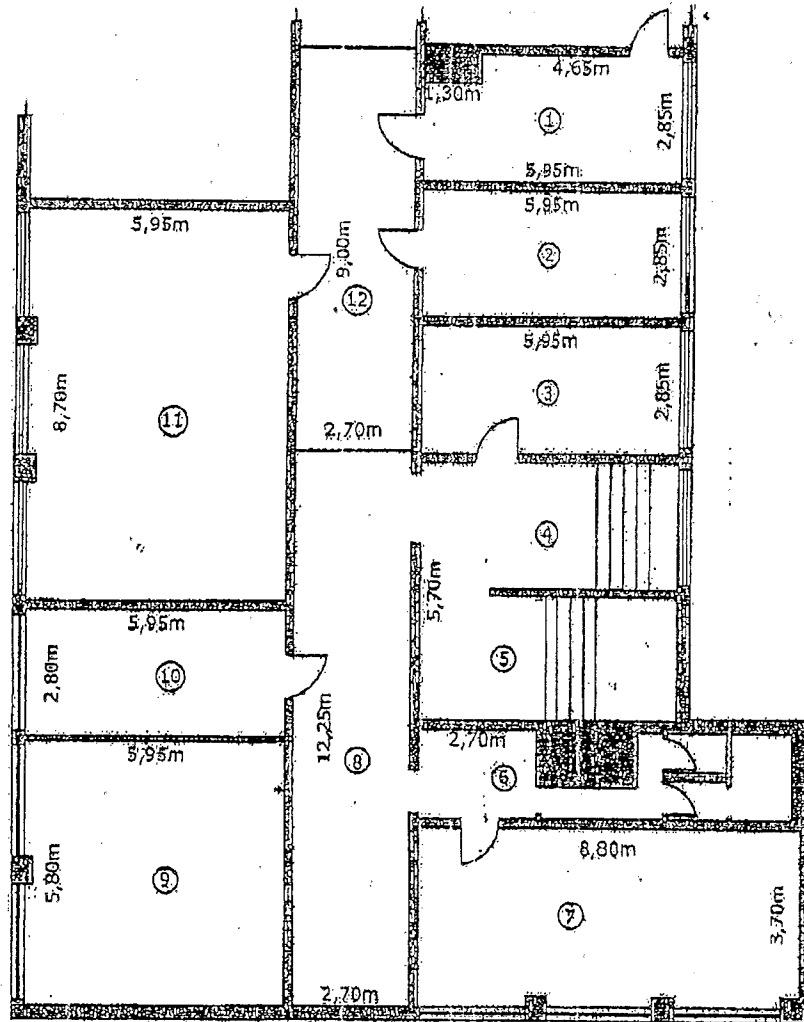 4,65m
1,30m
①
2,85m
5,95m
5,95m
5,95m
9,00m
②
2,85m
⑫
5,95m
③
2,85m
8,70m
⑪
2,70m
④
5,70m
5,95m
⑤
2,80m
⑩
5,95m
12,25m
⑧
2,70m
⑥
8,80m
5,80m
⑨
⑦
3,70m
2,70m